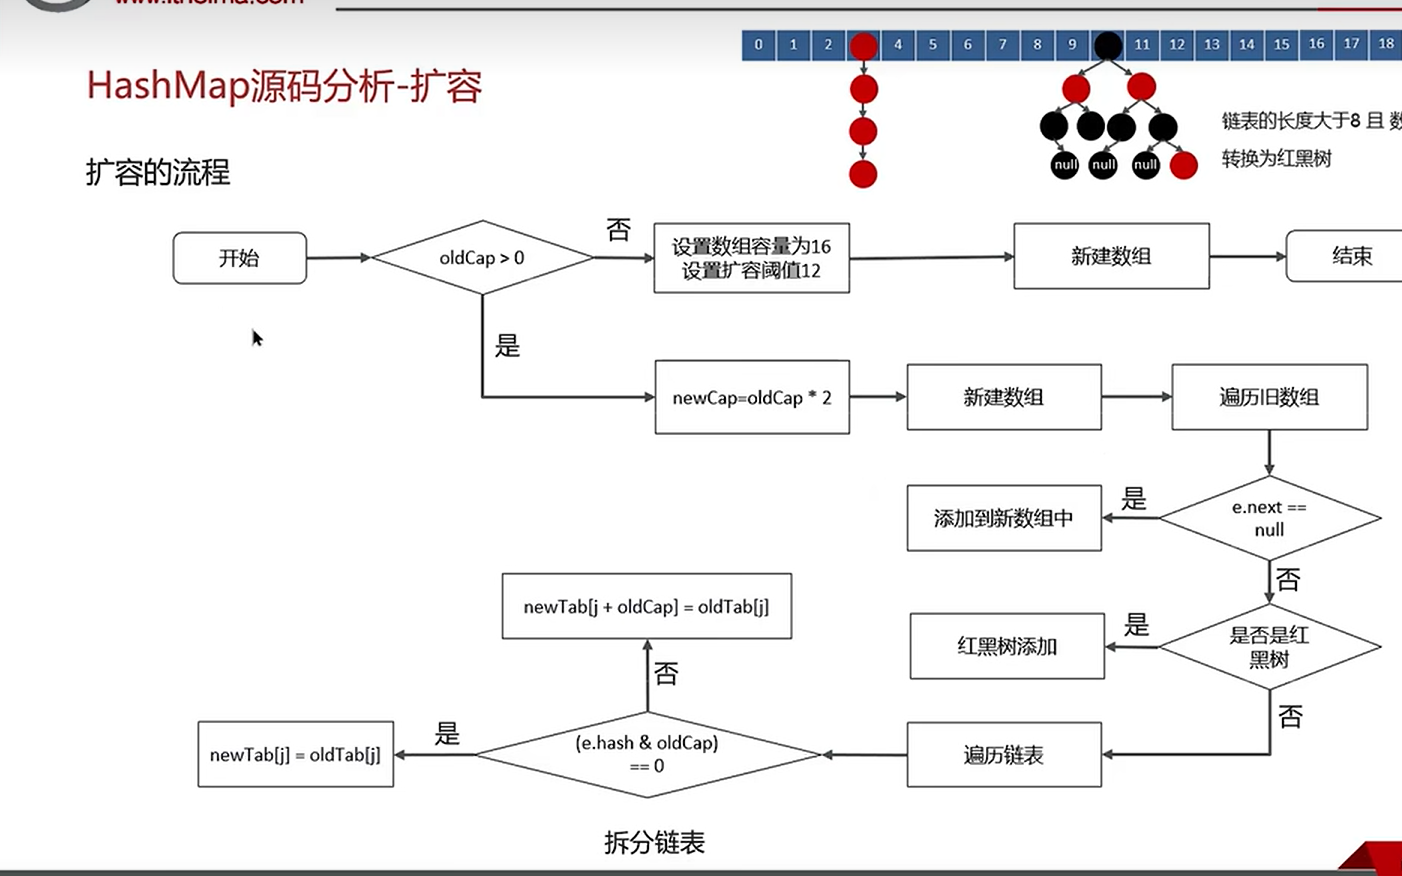 www.itheima.com
0 1 2 4 5 6 7 8 9 11 12 13 14 15 16 17 18
HashMap源码分析-扩容
链表的长度大于8 且 数
转换为红黑树
null null null
扩容的流程
开始
oldCap > 0
否
设置数组容量为16
设置扩容阈值12
新建数组
结束
是
newCap=oldCap * 2
新建数组
遍历旧数组
e.next ==
null
是
添加到新数组中
否
是否是红
黑树
是
红黑树添加
否
遍历链表
(e.hash & oldCap)
== 0
否
newTab[j + oldCap] = oldTab[j]
是
newTab[j] = oldTab[j]
拆分链表